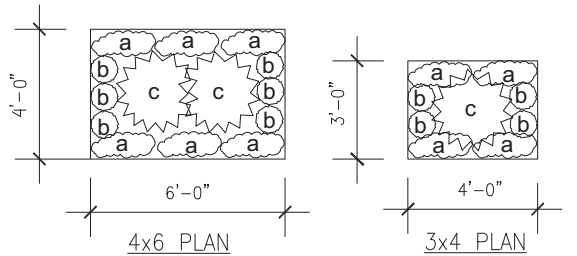 a a a
b b
4'-0" b c c b
b b
a a a
6'-0"
4x6 PLAN
a a
b c b
3'-0" b b
a a
4'-0"
3x4 PLAN